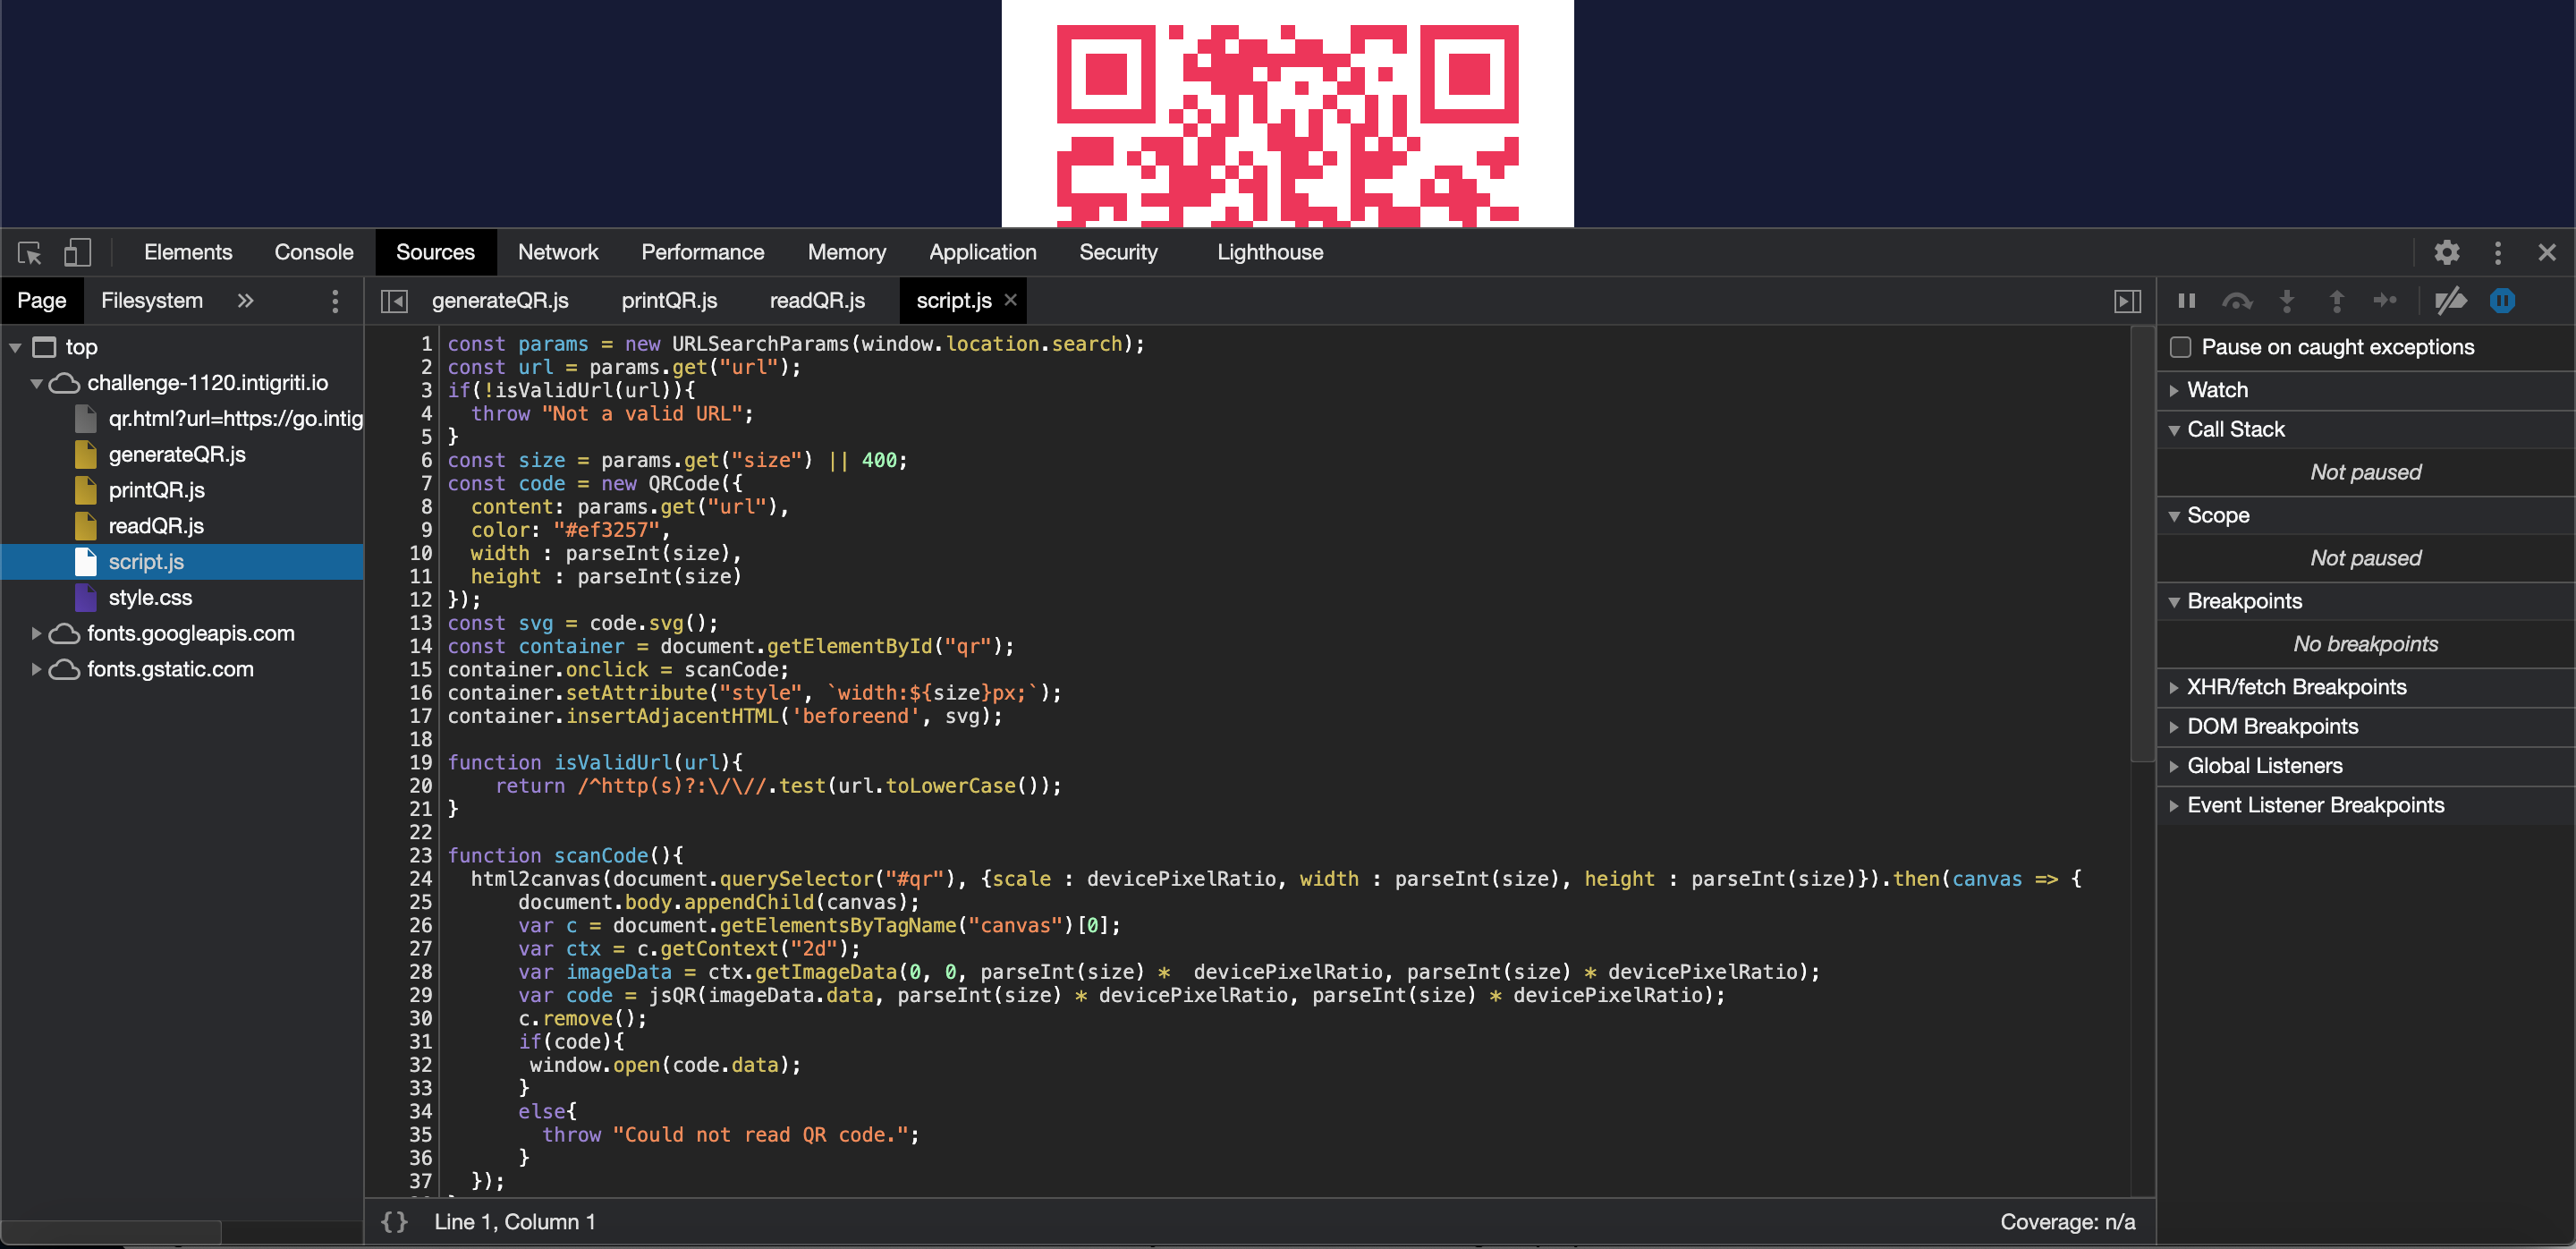 Elements Console Sources Network Performance Memory Application Security Lighthouse
Page Filesystem »
generateQR.js printQR.js readQR.js script.js ×
top
challenge-1120.intigriti.io
qr.html?url=https://go.intig
generateQR.js
printQR.js
readQR.js
script.js
style.css
fonts.googleapis.com
fonts.gstatic.com
1 const params = new URLSearchParams(window.location.search);
2 const url = params.get("url");
3 if(!isValidUrl(url)){
4   throw "Not a valid URL";
5 }
6 const size = params.get("size") || 400;
7 const code = new QRCode({
8   content: params.get("url"),
9   color: "#ef3257",
10   width : parseInt(size),
11   height : parseInt(size)
12 });
13 const svg = code.svg();
14 const container = document.getElementById("qr");
15 container.onclick = scanCode;
16 container.setAttribute("style", `width:${size}px;`);
17 container.insertAdjacentHTML('beforeend', svg);
18
19 function isValidUrl(url){
20     return /^http(s)?:\/\//.test(url.toLowerCase());
21 }
22
23 function scanCode(){
24   html2canvas(document.querySelector("#qr"), {scale : devicePixelRatio, width : parseInt(size), height : parseInt(size)}).then(canvas => {
25       document.body.appendChild(canvas);
26       var c = document.getElementsByTagName("canvas")[0];
27       var ctx = c.getContext("2d");
28       var imageData = ctx.getImageData(0, 0, parseInt(size) *  devicePixelRatio, parseInt(size) * devicePixelRatio);
29       var code = jsQR(imageData.data, parseInt(size) * devicePixelRatio, parseInt(size) * devicePixelRatio);
30       c.remove();
31       if(code){
32        window.open(code.data);
33       }
34       else{
35         throw "Could not read QR code.";
36       }
37   });
{} Line 1, Column 1
Coverage: n/a
Pause on caught exceptions
Watch
Call Stack
Not paused
Scope
Not paused
Breakpoints
No breakpoints
XHR/fetch Breakpoints
DOM Breakpoints
Global Listeners
Event Listener Breakpoints